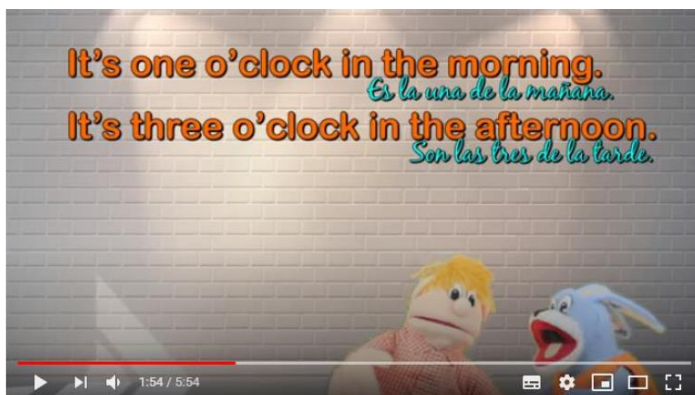 It's one o'clock in the morning.
Es la una de la mañana.
It's three o'clock in the afternoon.
Son las tres de la tarde.
1:54 / 5:54